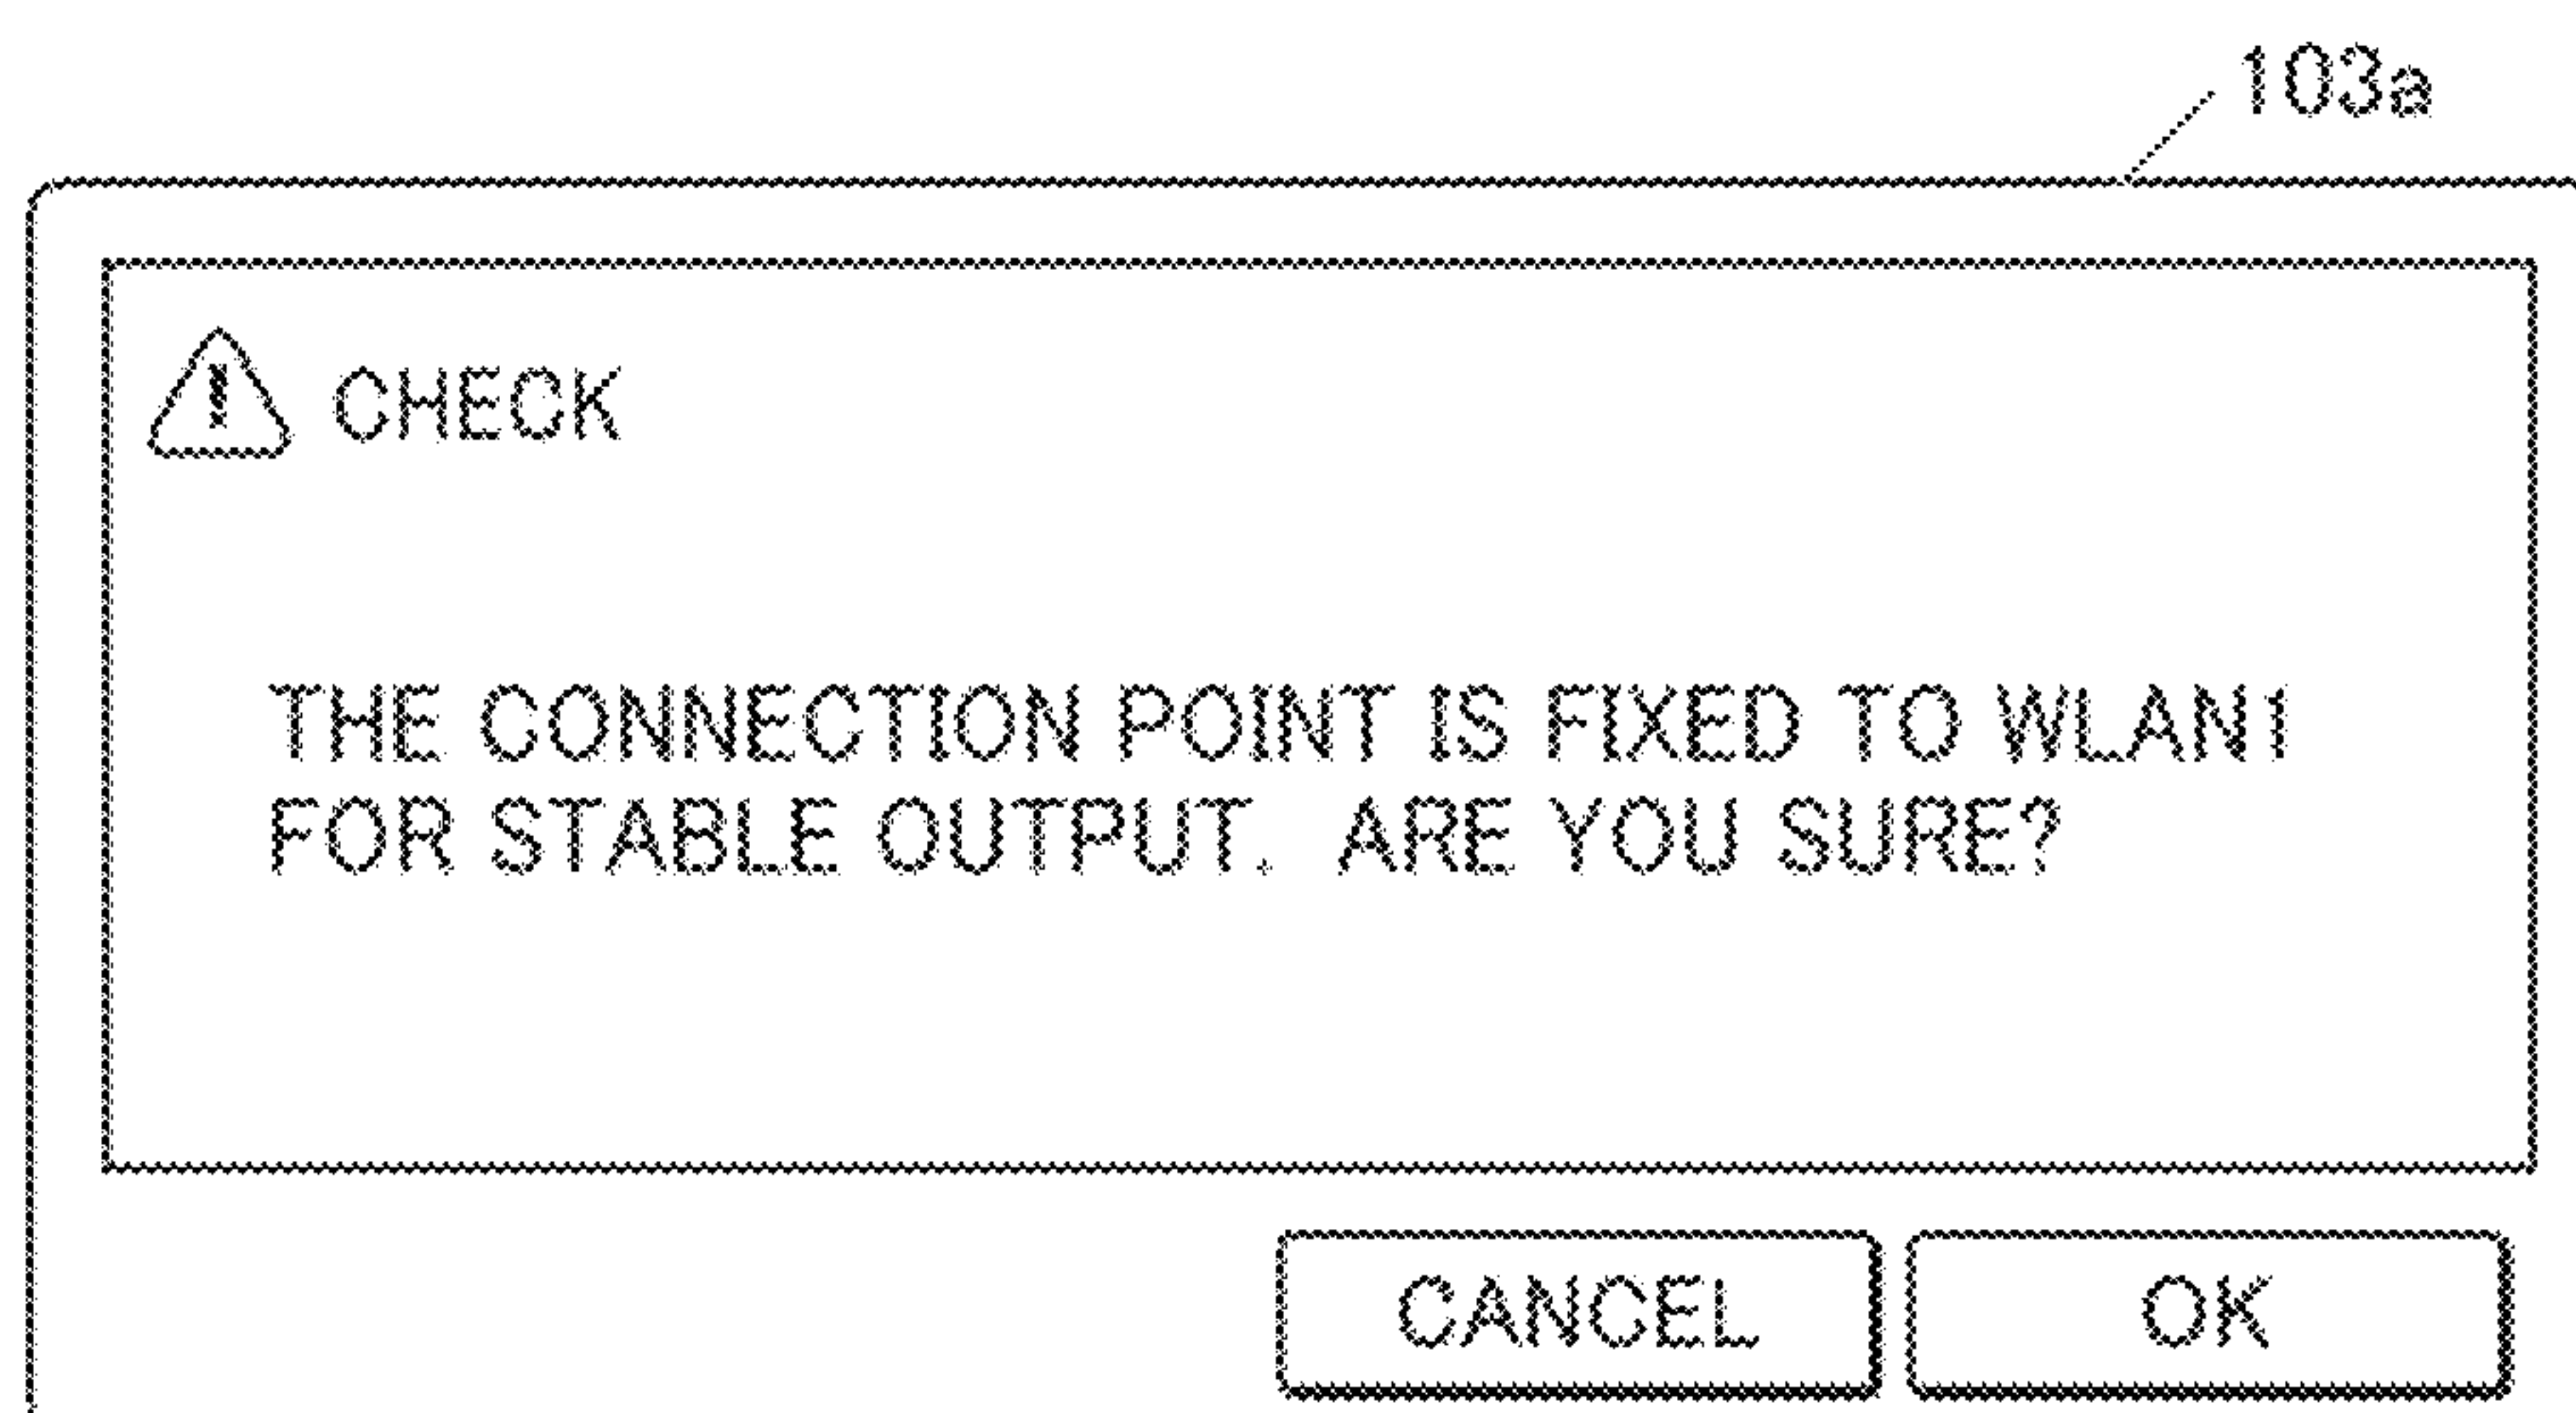 103a
! CHECK
THE CONNECTION POINT IS FIXED TO WLAN1
FOR STABLE OUTPUT. ARE YOU SURE?
CANCEL OK